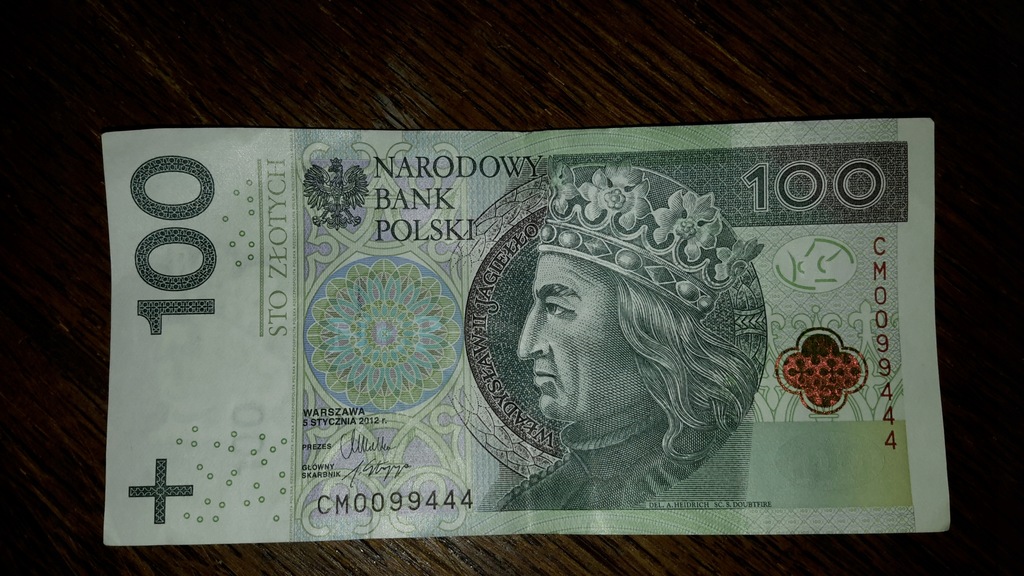 100
STO ZŁOTYCH
NARODOWY
BANK
POLSKI
100
WŁADYSŁAW II JAGIEŁŁO
WARSZAWA
5 STYCZNIA 2012 r.
PREZES
GŁÓWNY
SKARBNIK
CM0099444
CM0099444
DEL. A. HEIDRICH SC. S. DOUBTFIRE